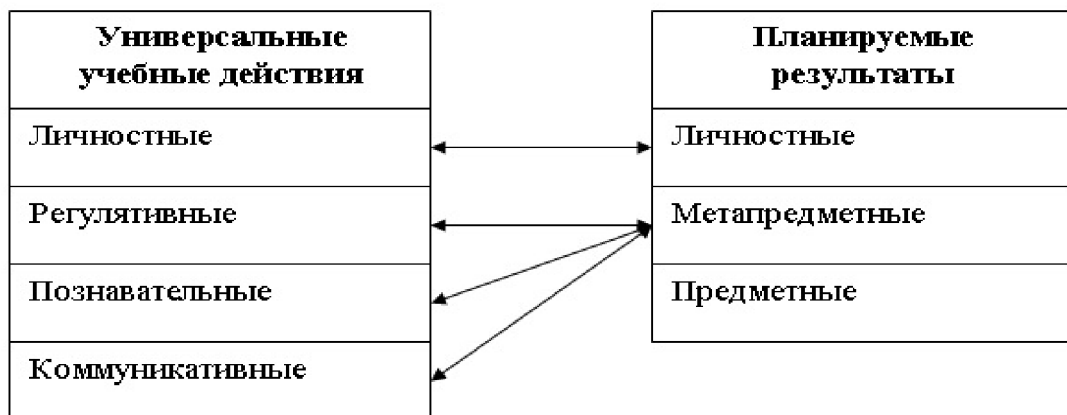 Универсальные
учебные действия
Личностные
Регулятивные
Познавательные
Коммуникативные
Планируемые
результаты
Личностные
Метапредметные
Предметные